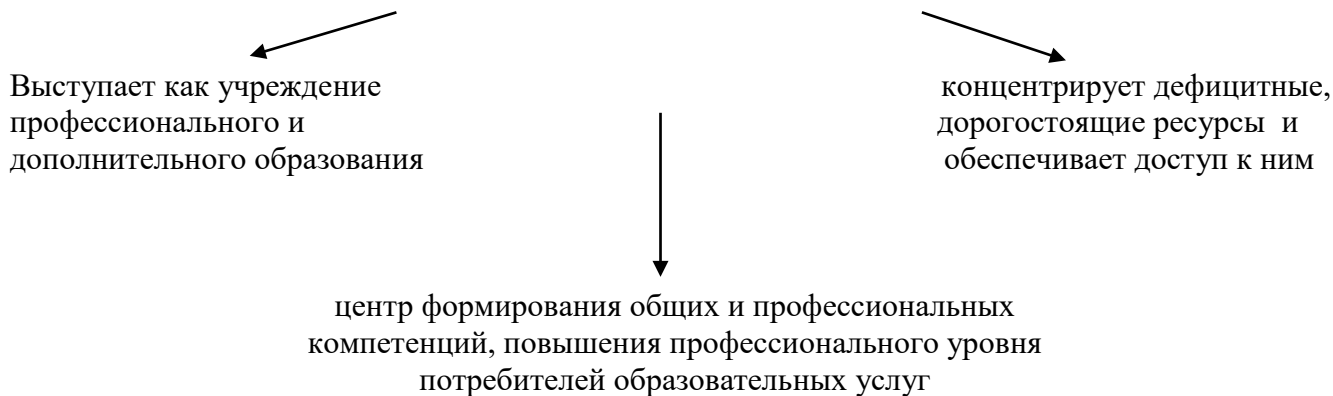 Выступает как учреждение
профессионального и
дополнительного образования
концентрирует дефицитные,
дорогостоящие ресурсы и
обеспечивает доступ к ним
центр формирования общих и профессиональных
компетенций, повышения профессионального уровня
потребителей образовательных услуг